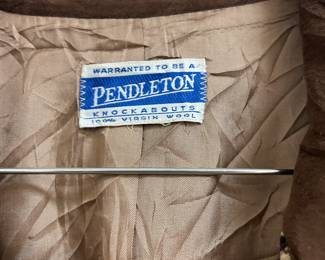 WARRANTED TO BE A
PENDLETON
KNOCKABOUTS
100% VIRGIN WOOL